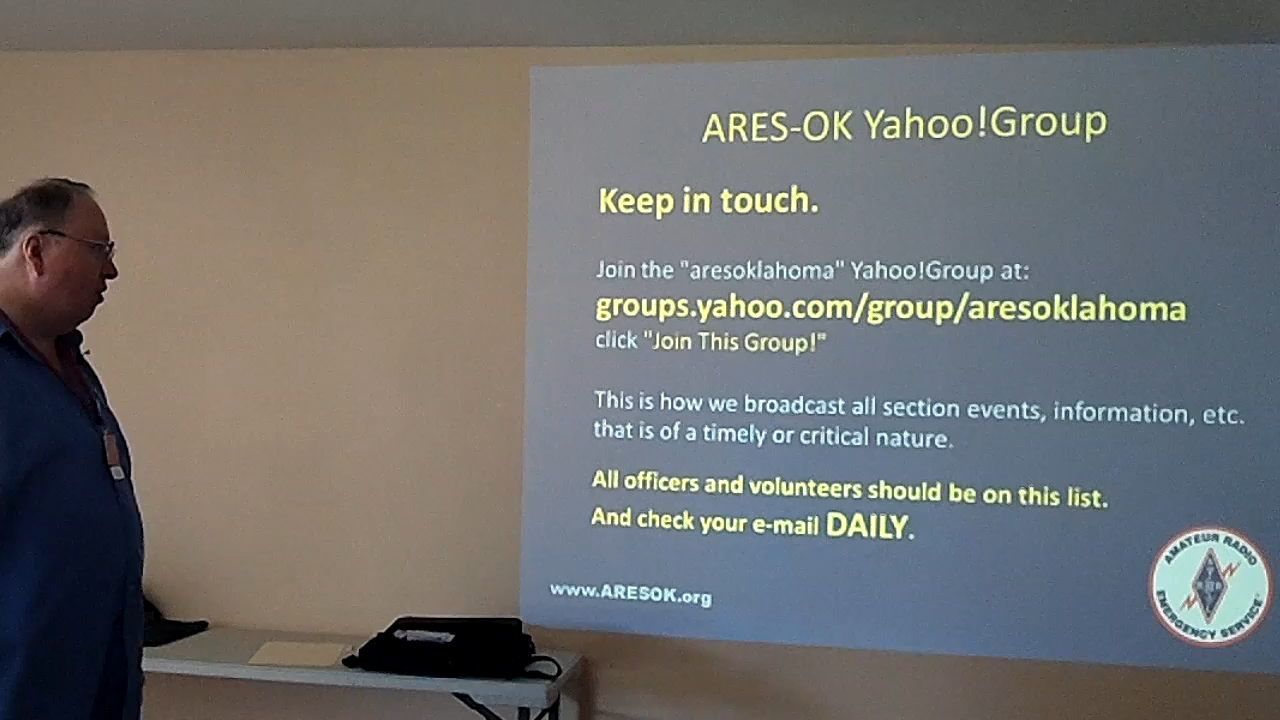 ARES-OK Yahoo!Group
Keep in touch.
Join the "aresoklahoma" Yahoo!Group at:
groups.yahoo.com/group/aresoklahoma
click "Join This Group!"
This is how we broadcast all section events, information, etc.
that is of a timely or critical nature.
All officers and volunteers should be on this list.
And check your e-mail DAILY.
www.ARESOK.org
AMATEUR RADIO
EMERGENCY SERVICE